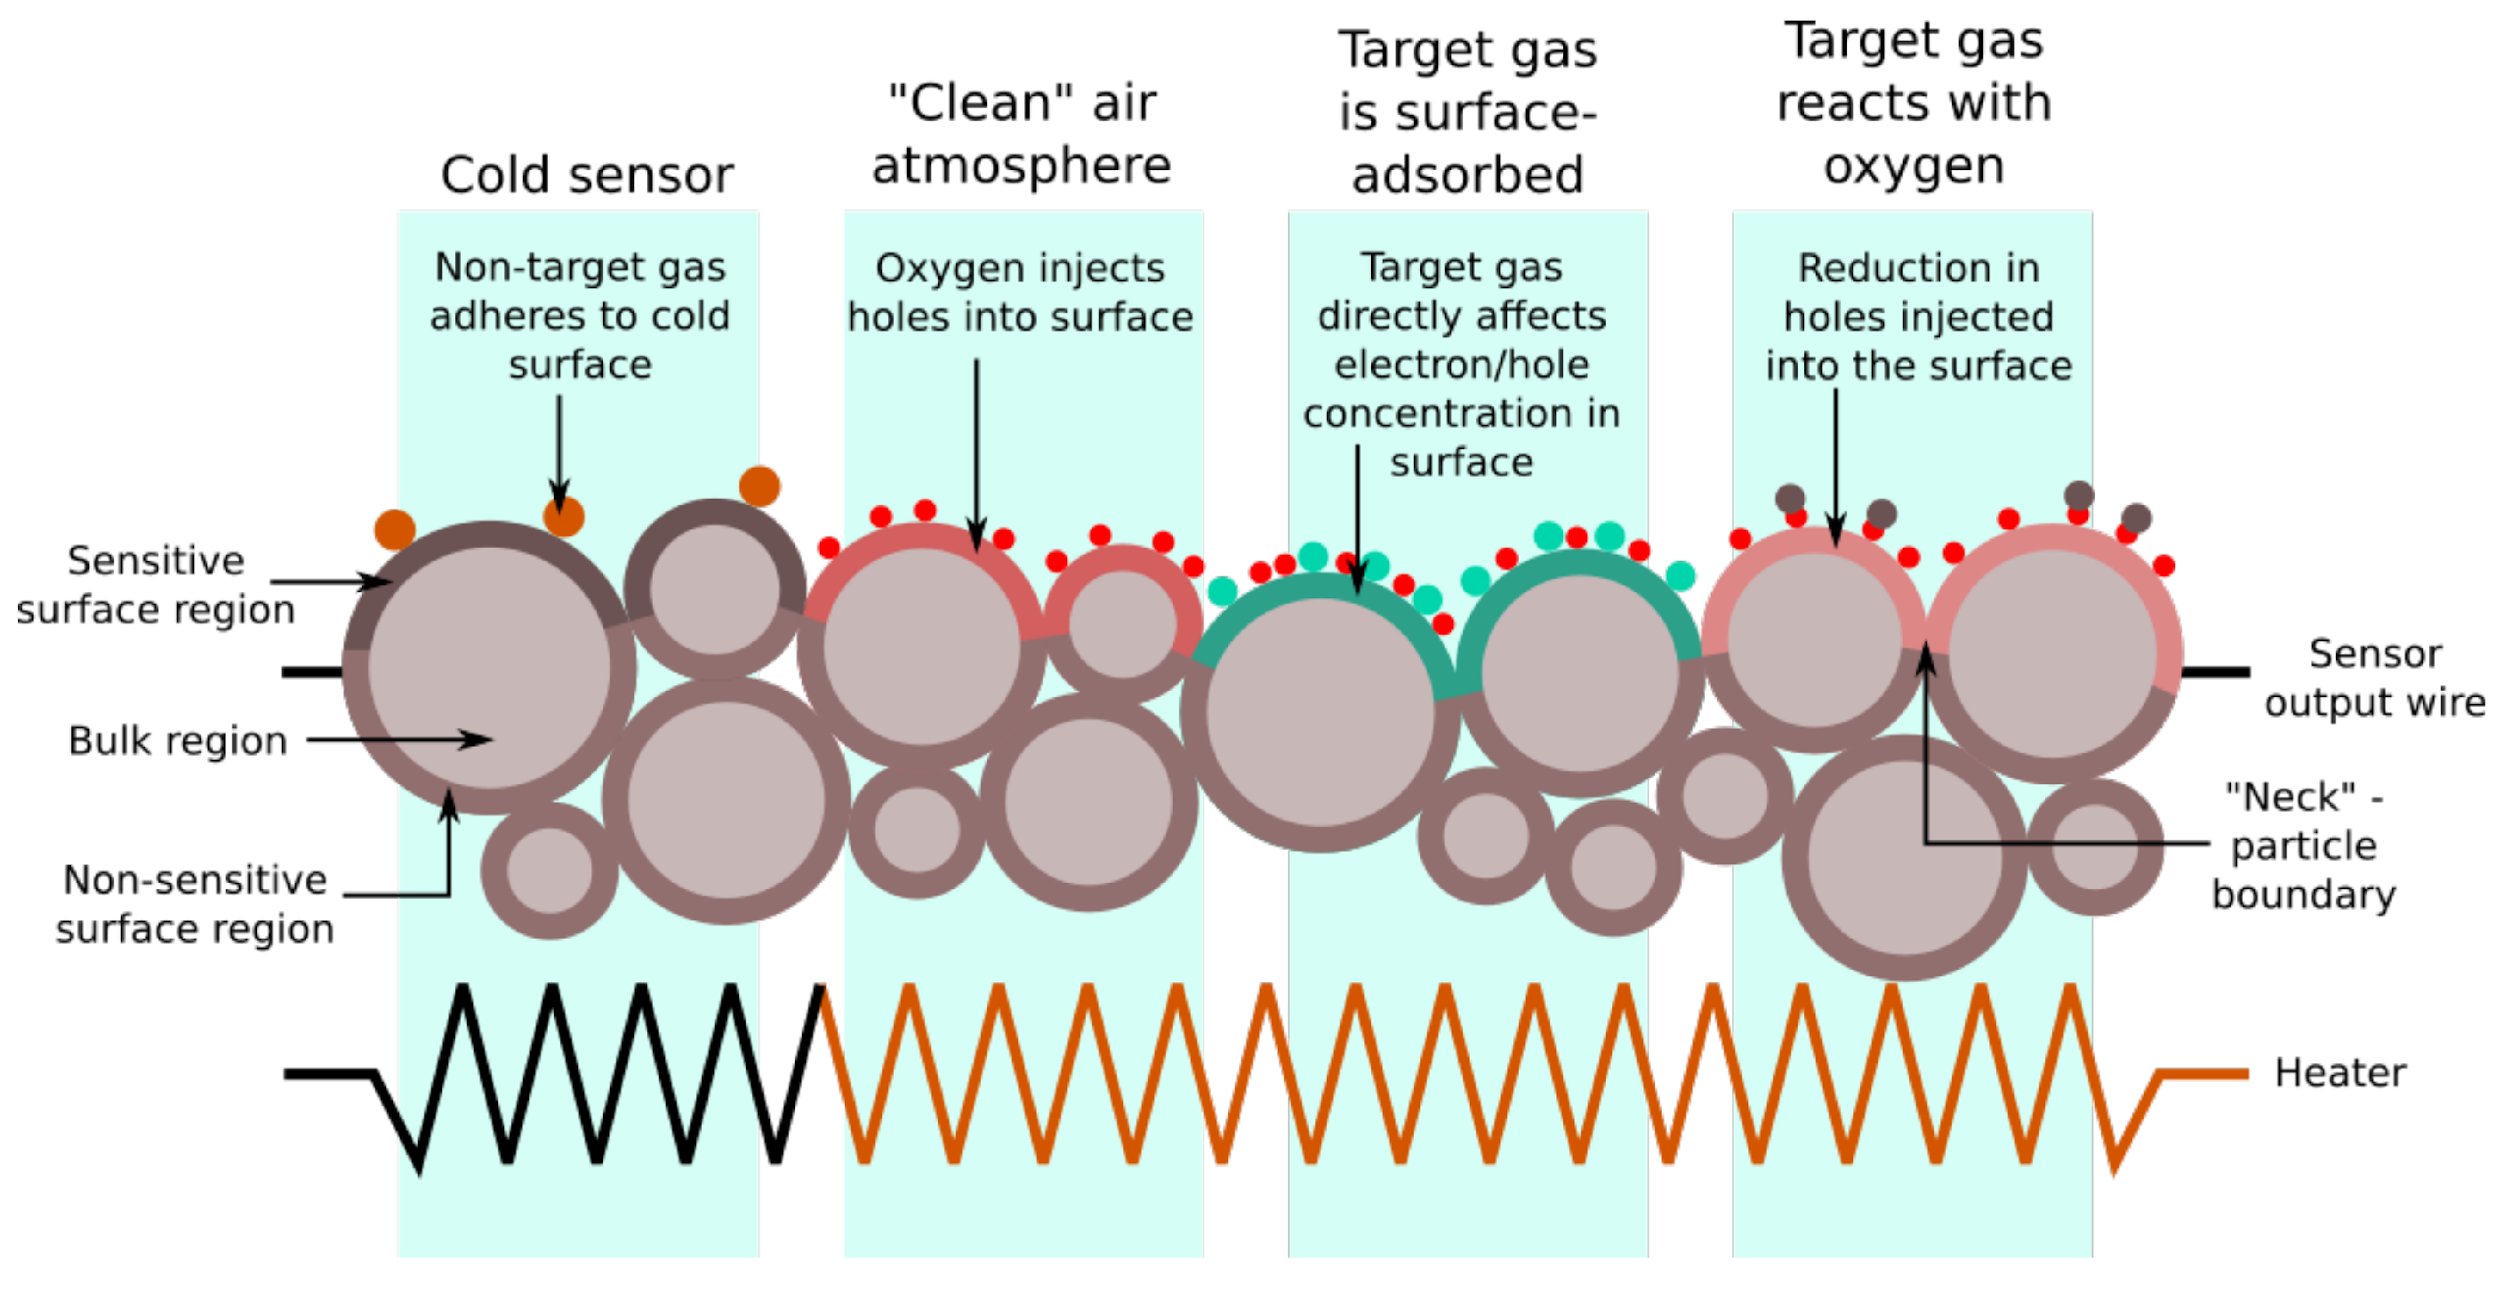 Cold sensor
"Clean" air
atmosphere
Target gas
is surface-
adsorbed
Target gas
reacts with
oxygen
Non-target gas
adheres to cold
surface
Oxygen injects
holes into surface
Target gas
directly affects
electron/hole
concentration in
surface
Reduction in
holes injected
into the surface
Sensitive
surface region
Bulk region
Non-sensitive
surface region
Sensor
output wire
"Neck" -
particle
boundary
Heater